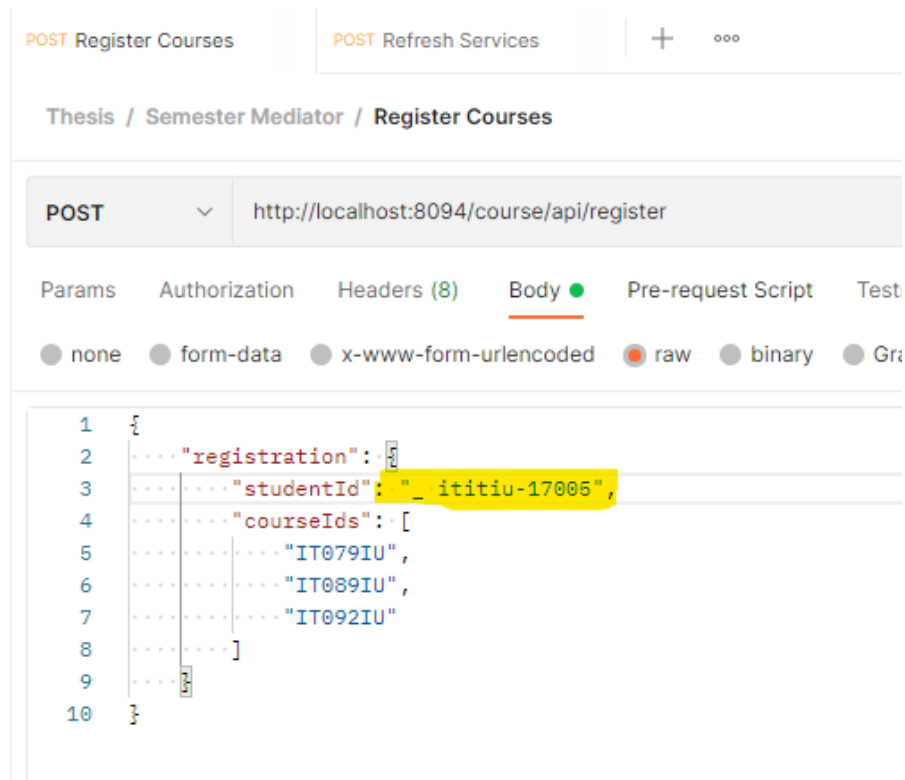 POST Register Courses POST Refresh Services + ooo
Thesis / Semester Mediator / Register Courses
POST http://localhost:8094/course/api/register
Params Authorization Headers (8) Body Pre-request Script Tests
none form-data x-www-form-urlencoded raw binary Gra
1 {
2 "registration": {
3 "studentId": "_ ititiu-17005",
4 "courseIds": [
5 "IT079IU",
6 "IT089IU",
7 "IT092IU"
8 ]
9 }
10 }